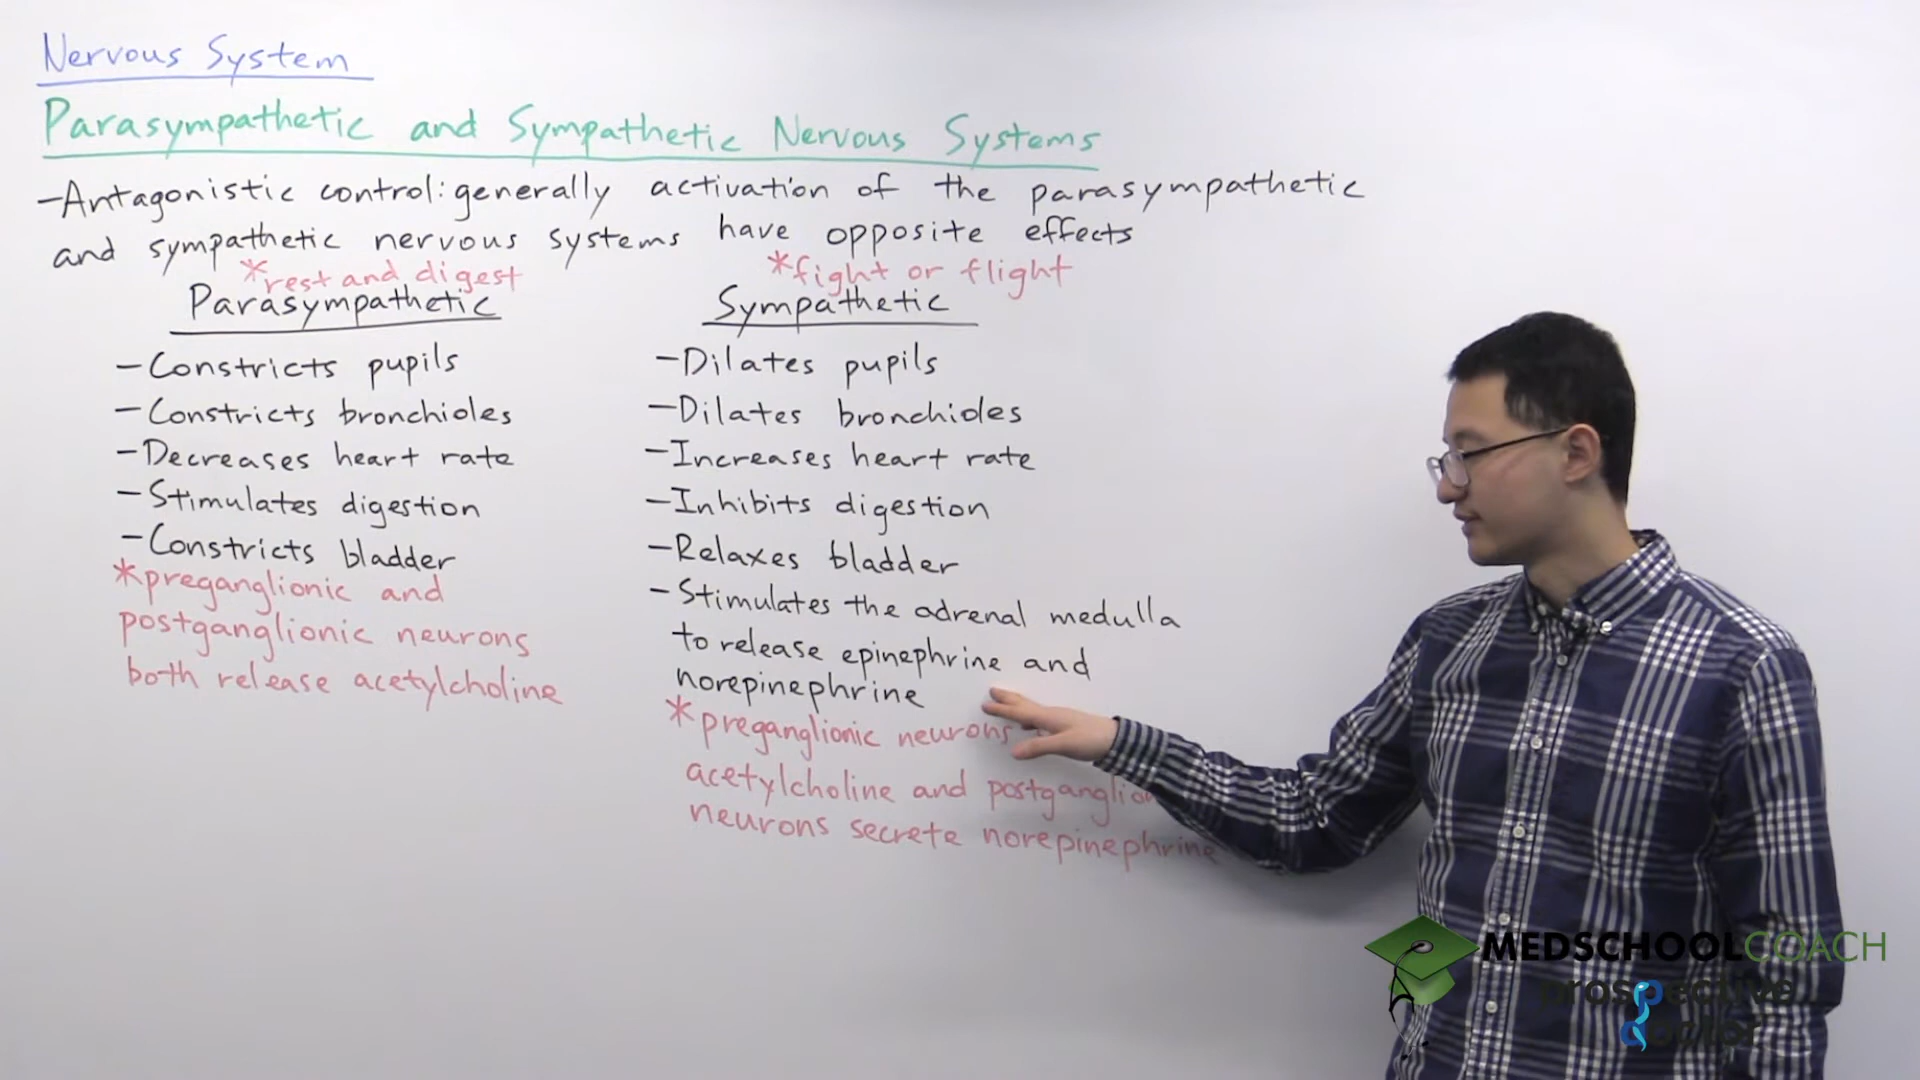 Nervous System
Parasympathetic and Sympathetic Nervous Systems
-Antagonistic control: generally activation of the parasympathetic
and sympathetic nervous systems have opposite effects
*rest and digest
*fight or flight
Parasympathetic
Sympathetic
-Constricts pupils
-Constricts bronchioles
-Decreases heart rate
-Stimulates digestion
-Constricts bladder
*preganglionic and
postganglionic neurons
both release acetylcholine
-Dilates pupils
-Dilates bronchioles
-Increases heart rate
-Inhibits digestion
-Relaxes bladder
-Stimulates the adrenal medulla
to release epinephrine and
norepinephrine
*preganglionic neurons
acetylcholine and
neurons secrete norepinephrine
MEDSCHOOLCOACH
prospective
doctor